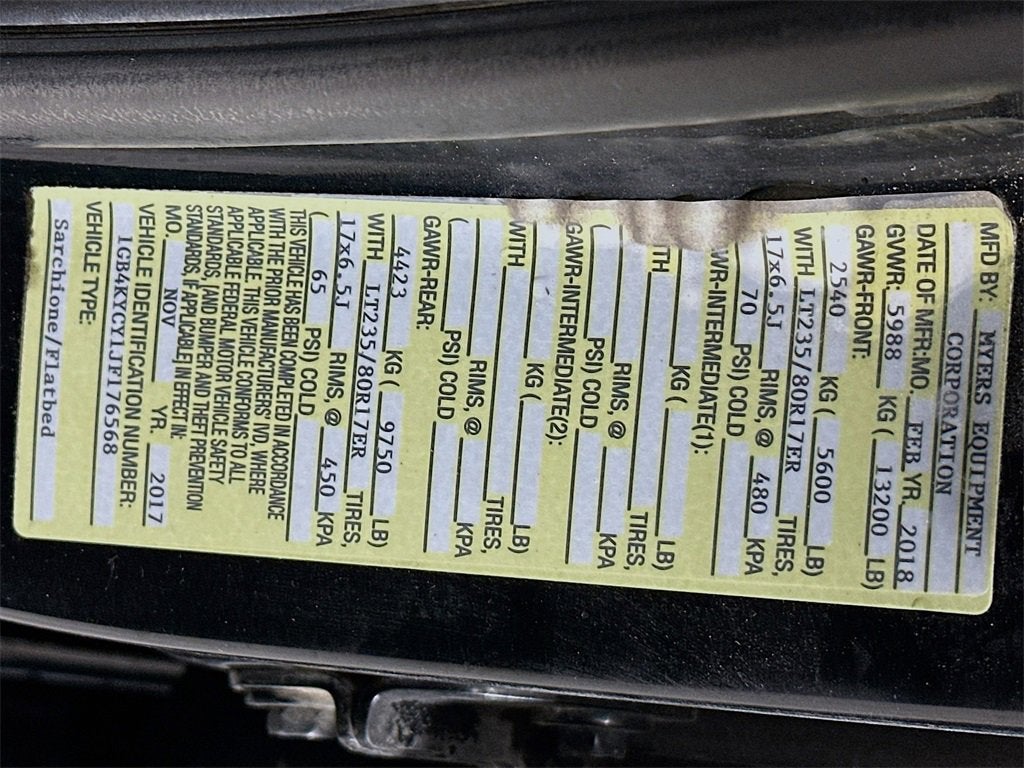 MFD BY: MYERS EQUIPMENT
CORPORATION
DATE OF MFR:MO. FEB YR. 2018
GVWR: 5988 KG ( 13200 LB)
GAWR-FRONT:
2540 KG ( 5600 LB)
WITH LT235/80R17ER TIRES,
17x6.5J RIMS, @ 480 KPA
70 PSI) COLD
WR-INTERMEDIATE(1):
KG ( LB)
TH TIRES,
RIMS, @ KPA
( PSI) COLD
GAWR-INTERMEDIATE(2):
KG ( LB)
WITH TIRES,
RIMS, @ KPA
( PSI) COLD
GAWR-REAR:
4423 KG ( 9750 LB)
WITH LT235/80R17ER TIRES,
17x6.5J RIMS, @ 450 KPA
( 65 PSI) COLD
THIS VEHICLE HAS BEEN COMPLETED IN ACCORDANCE
WITH THE PRIOR MANUFACTURERS' IVD, WHERE
APPLICABLE. THIS VEHICLE CONFORMS TO ALL
APPLICABLE FEDERAL MOTOR VEHICLE SAFETY
STANDARDS, [AND BUMPER AND THEFT PREVENTION
STANDARDS, IF APPLICABLE] IN EFFECT IN:
MO. NOV YR. 2017
VEHICLE IDENTIFICATION NUMBER:
1GB4KYCY1JF176568
VEHICLE TYPE:
Sarchione/Flatbed